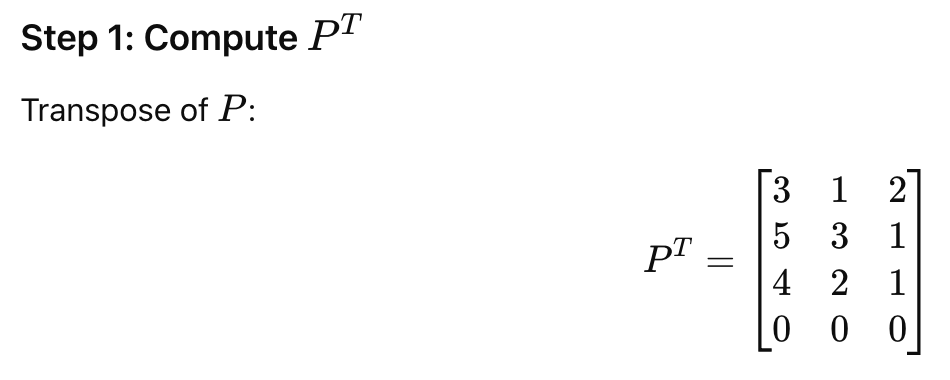 Step 1: Compute P^T
Transpose of P:
P^T = [3 1 2
5 3 1
4 2 1
0 0 0]